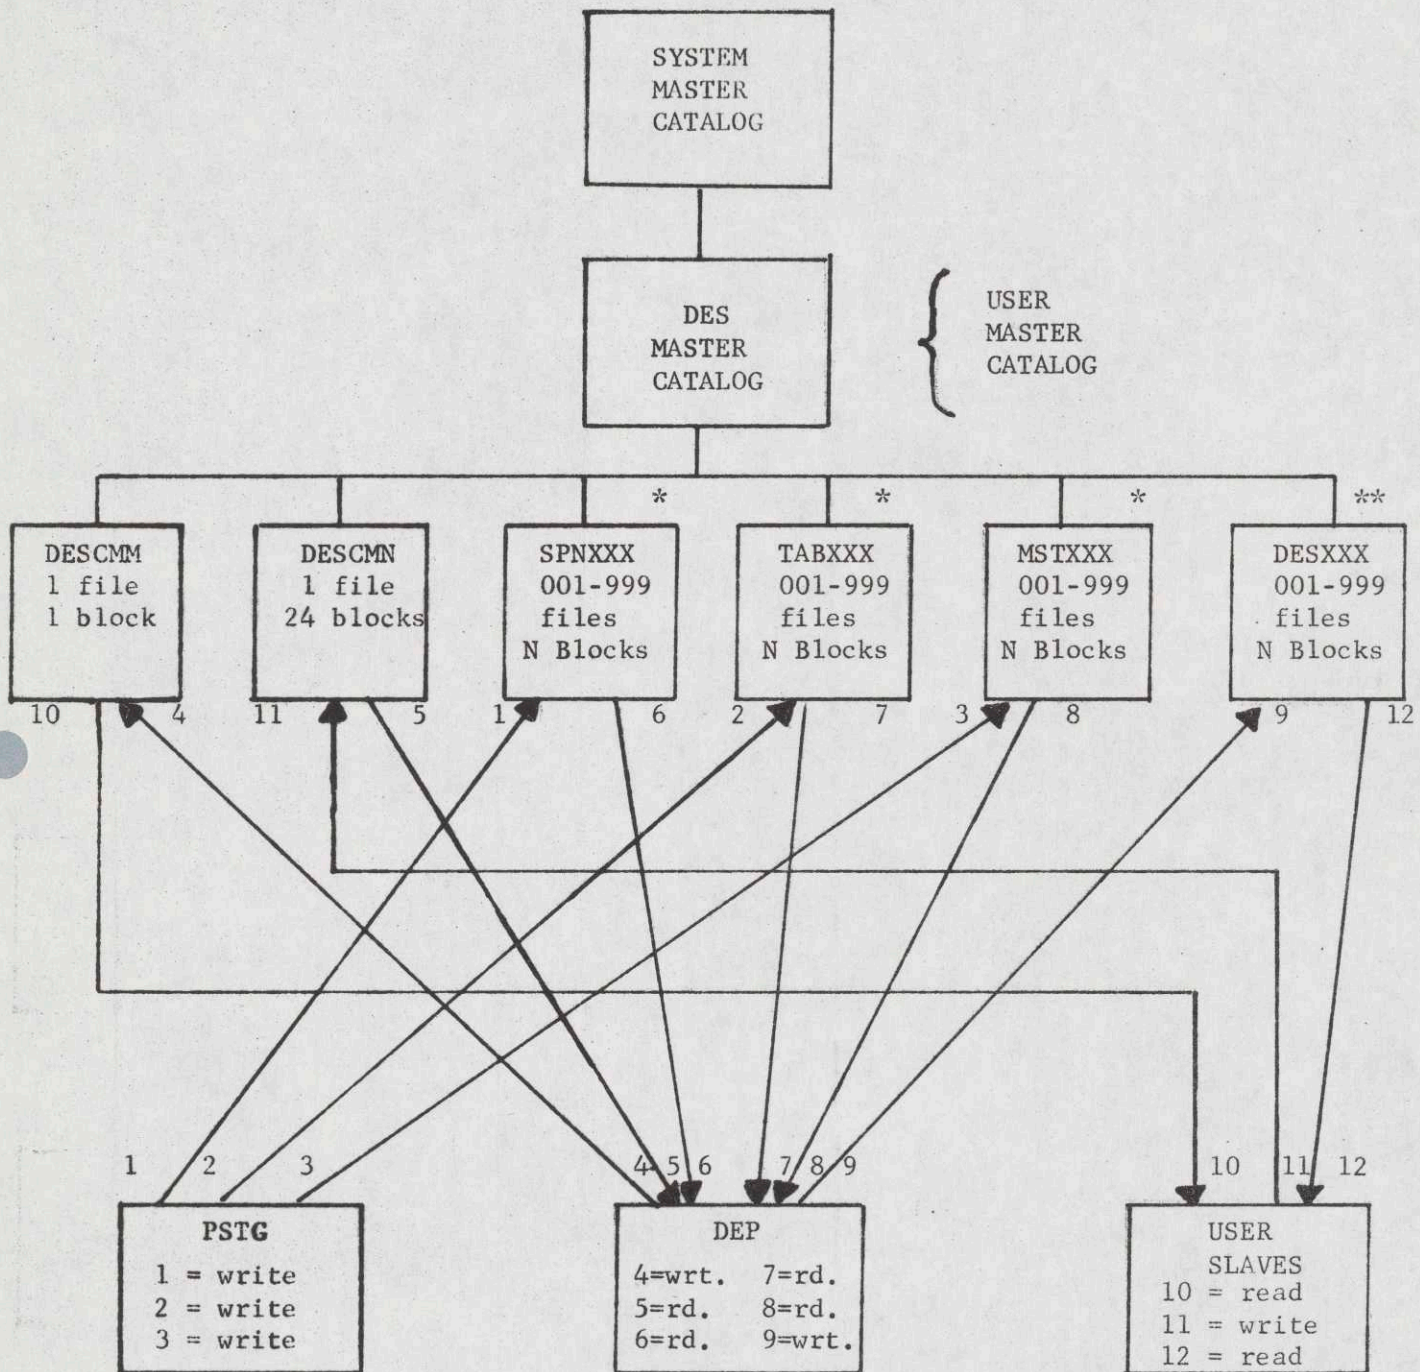 SYSTEM
MASTER
CATALOG
DES
MASTER
CATALOG
USER
MASTER
CATALOG
* * * **
DESCMM
1 file
1 block
DESCMN
1 file
24 blocks
SPNXXX
001-999
files
N Blocks
TABXXX
001-999
files
N Blocks
MSTXXX
001-999
files
N Blocks
DESXXX
001-999
files
N Blocks
10 4 11 5 1 6 2 7 3 8 9 12
1 2 3 4 5 6 7 8 9 10 11 12
PSTG
1 = write
2 = write
3 = write
DEP
4=wrt. 7=rd.
5=rd. 8=rd.
6=rd. 9=wrt.
USER
SLAVES
10 = read
11 = write
12 = read